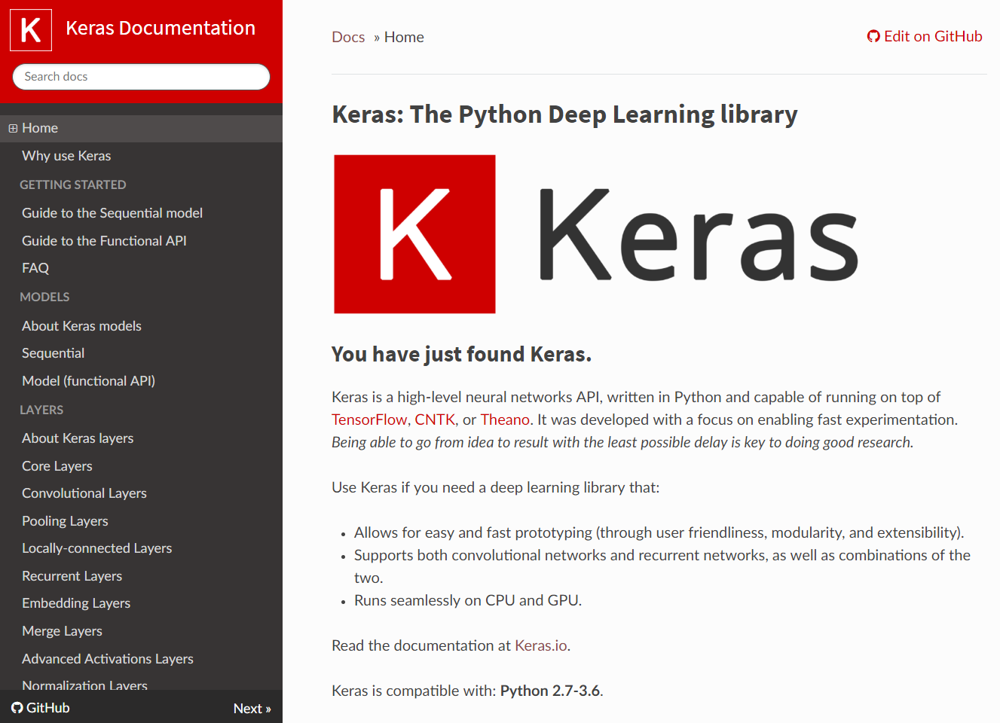 K Keras Documentation
Search docs
Home
Why use Keras
GETTING STARTED
Guide to the Sequential model
Guide to the Functional API
FAQ
MODELS
About Keras models
Sequential
Model (functional API)
LAYERS
About Keras layers
Core Layers
Convolutional Layers
Pooling Layers
Locally-connected Layers
Recurrent Layers
Embedding Layers
Merge Layers
Advanced Activations Layers
Normalization Layers
GitHub
Next »
Docs » Home
Edit on GitHub
Keras: The Python Deep Learning library
K Keras
You have just found Keras.
Keras is a high-level neural networks API, written in Python and capable of running on top of
TensorFlow, CNTK, or Theano. It was developed with a focus on enabling fast experimentation.
Being able to go from idea to result with the least possible delay is key to doing good research.
Use Keras if you need a deep learning library that:
• Allows for easy and fast prototyping (through user friendliness, modularity, and extensibility).
• Supports both convolutional networks and recurrent networks, as well as combinations of the
two.
• Runs seamlessly on CPU and GPU.
Read the documentation at Keras.io.
Keras is compatible with: Python 2.7-3.6.